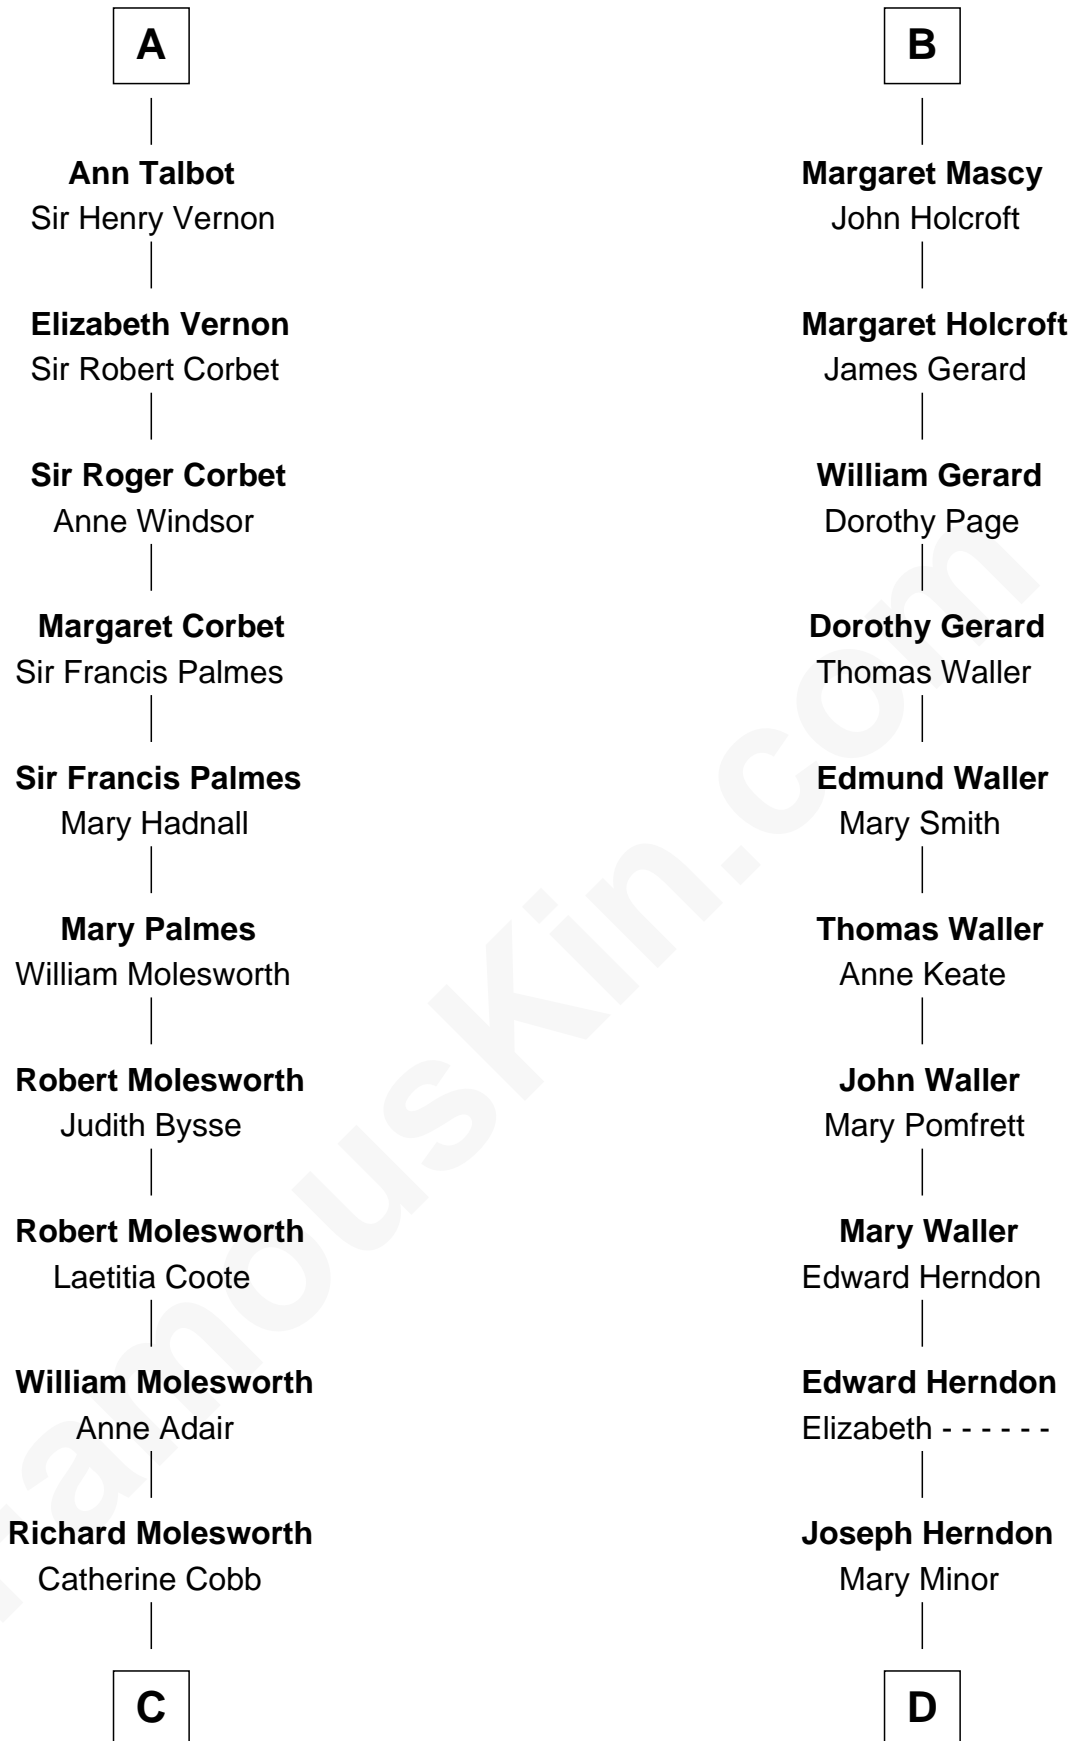 A
Ann Talbot
Sir Henry Vernon
Elizabeth Vernon
Sir Robert Corbet
Sir Roger Corbet
Anne Windsor
Margaret Corbet
Sir Francis Palmes
Sir Francis Palmes
Mary Hadnall
Mary Palmes
William Molesworth
Robert Molesworth
Judith Bysse
Robert Molesworth
Laetitia Coote
William Molesworth
Anne Adair
Richard Molesworth
Catherine Cobb
C
B
Margaret Mascy
John Holcroft
Margaret Holcroft
James Gerard
William Gerard
Dorothy Page
Dorothy Gerard
Thomas Waller
Edmund Waller
Mary Smith
Thomas Waller
Anne Keate
John Waller
Mary Pomfrett
Mary Waller
Edward Herndon
Edward Herndon
Elizabeth - - - - - -
Joseph Herndon
Mary Minor
D
FamousKin.com